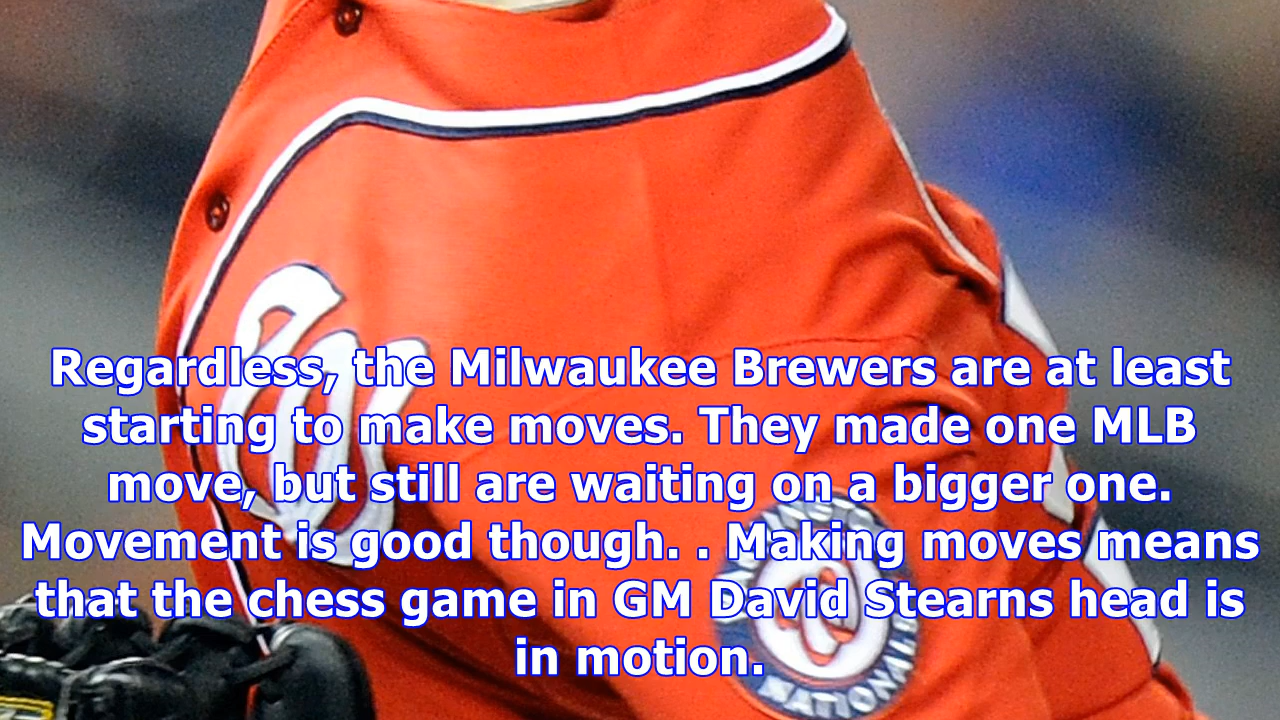 Regardless, the Milwaukee Brewers are at least
starting to make moves. They made one MLB
move, but still are waiting on a bigger one.
Movement is good though. . Making moves means
that the chess game in GM David Stearns head is
in motion.
W
NATIONALS